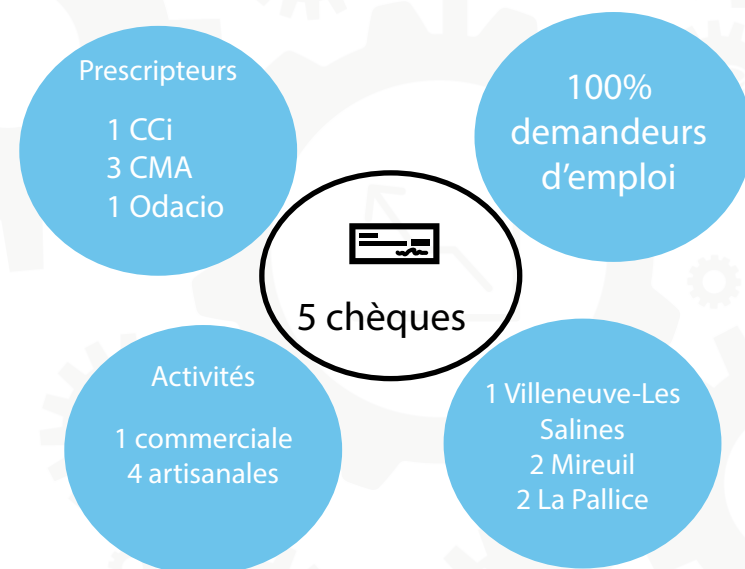 Prescripteurs
1 CCi
3 CMA
1 Odacio
100%
demandeurs
d’emploi
5 chèques
Activités
1 commerciale
4 artisanales
1 Villeneuve-Les
Salines
2 Mireuil
2 La Pallice